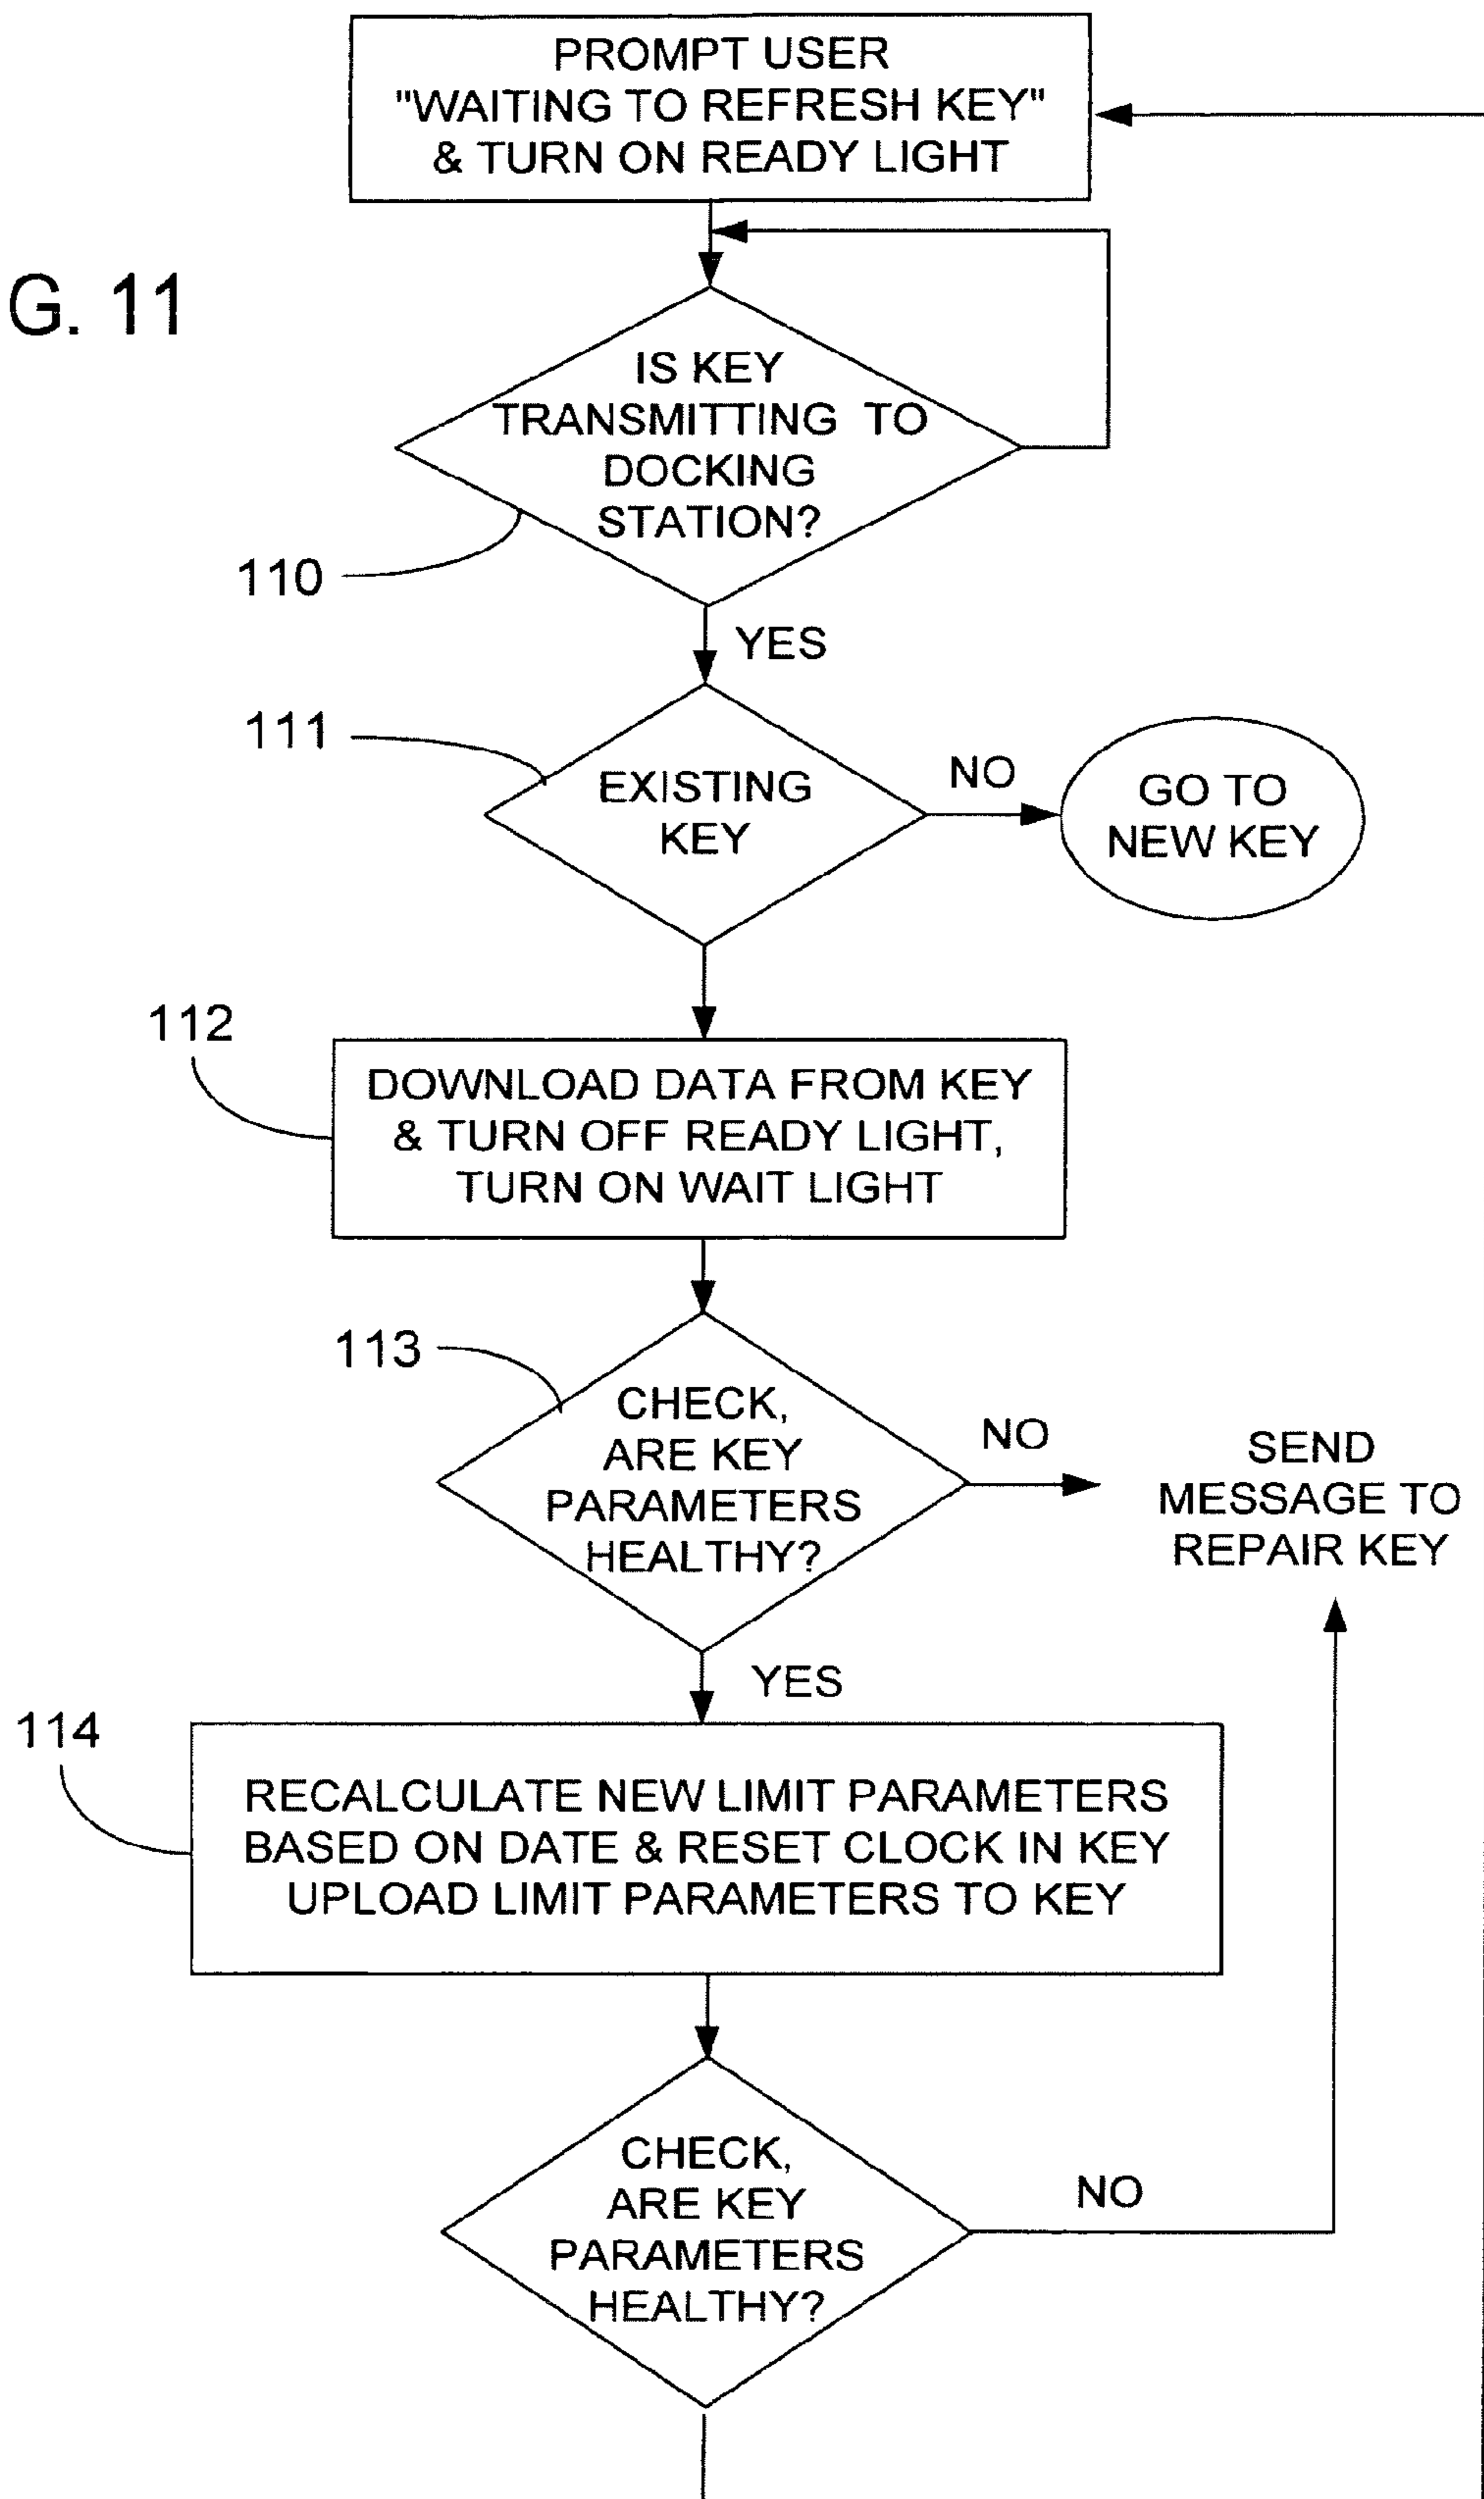 PROMPT USER
"WAITING TO REFRESH KEY"
& TURN ON READY LIGHT
G. 11
IS KEY
TRANSMITTING TO
DOCKING
STATION?
110
YES
111
EXISTING
KEY
NO
GO TO
NEW KEY
112
DOWNLOAD DATA FROM KEY
& TURN OFF READY LIGHT,
TURN ON WAIT LIGHT
113
CHECK,
ARE KEY
PARAMETERS
HEALTHY?
NO
SEND
MESSAGE TO
REPAIR KEY
YES
114
RECALCULATE NEW LIMIT PARAMETERS
BASED ON DATE & RESET CLOCK IN KEY
UPLOAD LIMIT PARAMETERS TO KEY
CHECK,
ARE KEY
PARAMETERS
HEALTHY?
NO